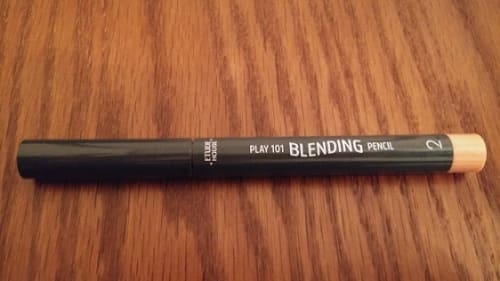 ETUDE
HOUSE
PLAY 101 BLENDING PENCIL
2